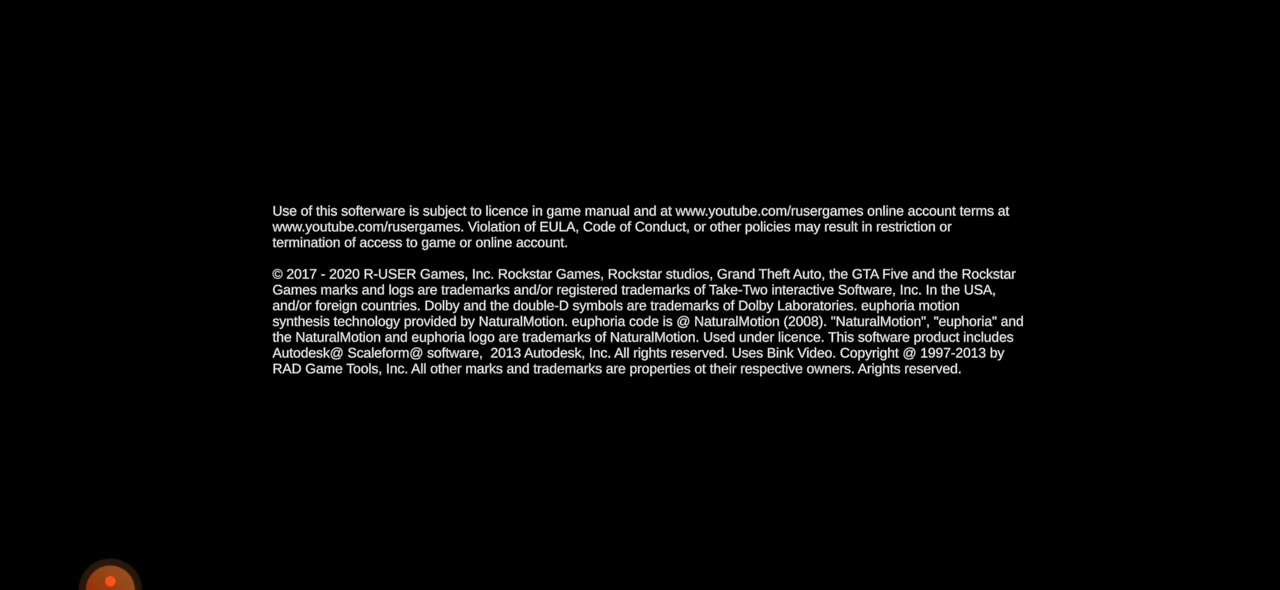 Use of this softerware is subject to licence in game manual and at www.youtube.com/rusergames online account terms at
www.youtube.com/rusergames. Violation of EULA, Code of Conduct, or other policies may result in restriction or
termination of access to game or online account.
© 2017 - 2020 R-USER Games, Inc. Rockstar Games, Rockstar studios, Grand Theft Auto, the GTA Five and the Rockstar
Games marks and logs are trademarks and/or registered trademarks of Take-Two interactive Software, Inc. In the USA,
and/or foreign countries. Dolby and the double-D symbols are trademarks of Dolby Laboratories. euphoria motion
synthesis technology provided by NaturalMotion. euphoria code is @ NaturalMotion (2008). "NaturalMotion", "euphoria" and
the NaturalMotion and euphoria logo are trademarks of NaturalMotion. Used under licence. This software product includes
Autodesk@ Scaleform@ software,  2013 Autodesk, Inc. All rights reserved. Uses Bink Video. Copyright @ 1997-2013 by
RAD Game Tools, Inc. All other marks and trademarks are properties ot their respective owners. Arights reserved.